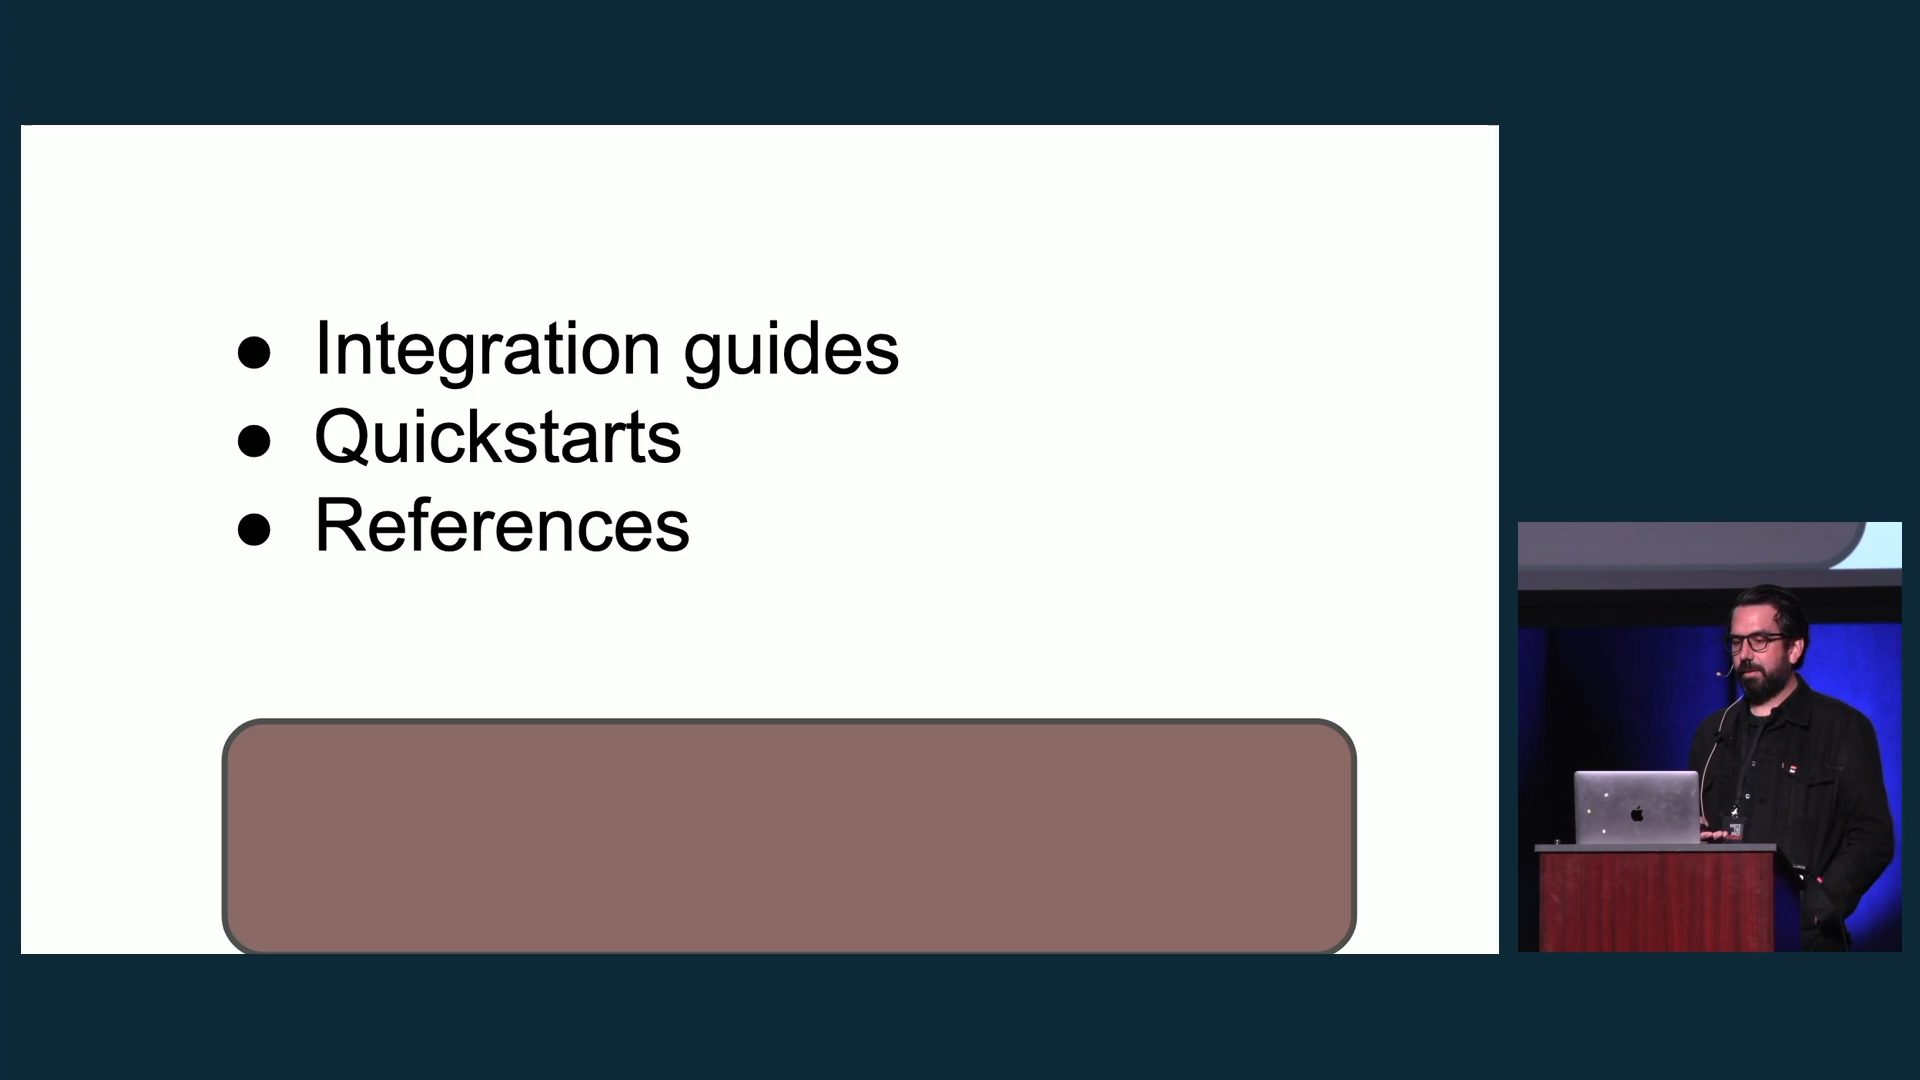 ● Integration guides
● Quickstarts
● References